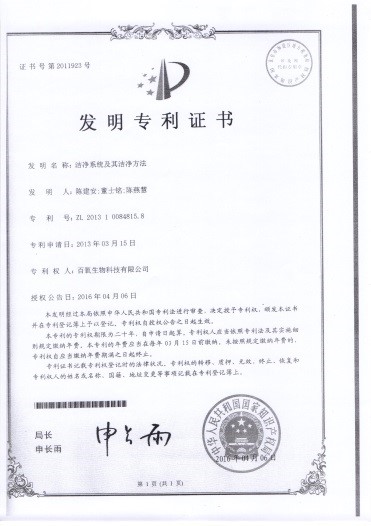 证书号第2011923号
发明专利证书
发明名称：洁净系统及其洁净方法
发明人：陈建安;董士铭;陈燕慧
专利号：ZL 2013 1 0084815.8
专利申请日：2013年03月15日
专利权人：百氪生物科技有限公司
授权公告日：2016年04月06日
本发明经过本局依照中华人民共和国专利法进行审查，决定授予专利权，颁发本证书
并在专利登记簿上予以登记。专利权自授权公告之日起生效。
本专利的专利权期限为二十年，自申请日起算。专利权人应当依照专利法及其实施细
则规定缴纳年费。本专利的年费应当在每年03月15日前缴纳。未按照规定缴纳年费的，
专利权自应当缴纳年费期满之日起终止。
专利证书记载专利权登记时的法律状况。专利权的转移、质押、无效、终止、恢复和
专利权人的姓名或名称、国籍、地址变更等事项记载在专利登记簿上。
局长
申长雨
申长雨
中华人民共和国国家知识产权局
2016年04月06日
第1页(共1页)